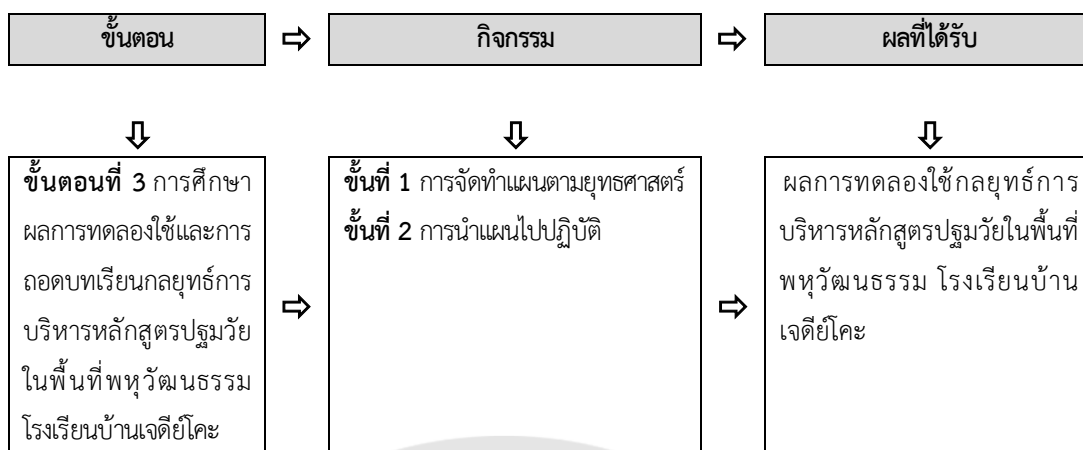 ขั้นตอน
กิจกรรม
ผลที่ได้รับ
ขั้นตอนที่ 3 การศึกษา
ผลการทดลองใช้และการ
ถอดบทเรียนกลยุทธ์การ
บริหารหลักสูตรปฐมวัย
ในพื้นที่พหุวัฒนธรรม
โรงเรียนบ้านเจดีย์โคะ
ขั้นที่ 1 การจัดทำแผนตามยุทธศาสตร์
ขั้นที่ 2 การนำแผนไปปฏิบัติ
ผลการทดลองใช้กลยุทธ์การ
บริหารหลักสูตรปฐมวัยในพื้นที่
พหุวัฒนธรรม โรงเรียนบ้าน
เจดีย์โคะ